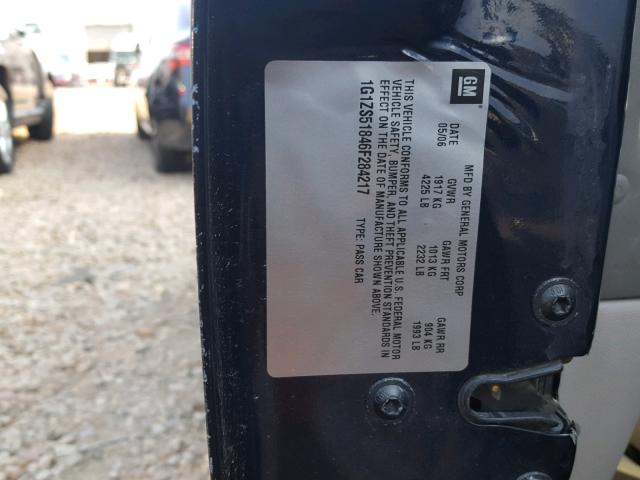 GM
MFD BY GENERAL MOTORS CORP
DATE GVWR GAWR FRT GAWR RR
05/06 1917 KG 1013 KG 904 KG
4225 LB 2232 LB 1993 LB
THIS VEHICLE CONFORMS TO ALL APPLICABLE U.S. FEDERAL MOTOR
VEHICLE SAFETY, BUMPER, AND THEFT PREVENTION STANDARDS IN
EFFECT ON THE DATE OF MANUFACTURE SHOWN ABOVE.
1G1ZS51846F284217 TYPE: PASS CAR